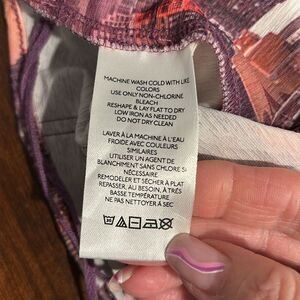 MACHINE WASH COLD WITH LIKE
COLORS
USE ONLY NON-CHLORINE
BLEACH
RESHAPE & LAY FLAT TO DRY
LOW IRON AS NEEDED
DO NOT DRY CLEAN
LAVER À LA MACHINE À L'EAU
FROIDE AVEC COULEURS
SIMILAIRES
UTILISER UN AGENT DE
BLANCHIMENT SANS CHLORE SI
NÉCESSAIRE
REMODELER ET SÉCHER À PLAT
REPASSER, AU BESOIN, À TRÈS
BASSE TEMPÉRATURE
NE PAS NETTOYER À SEC